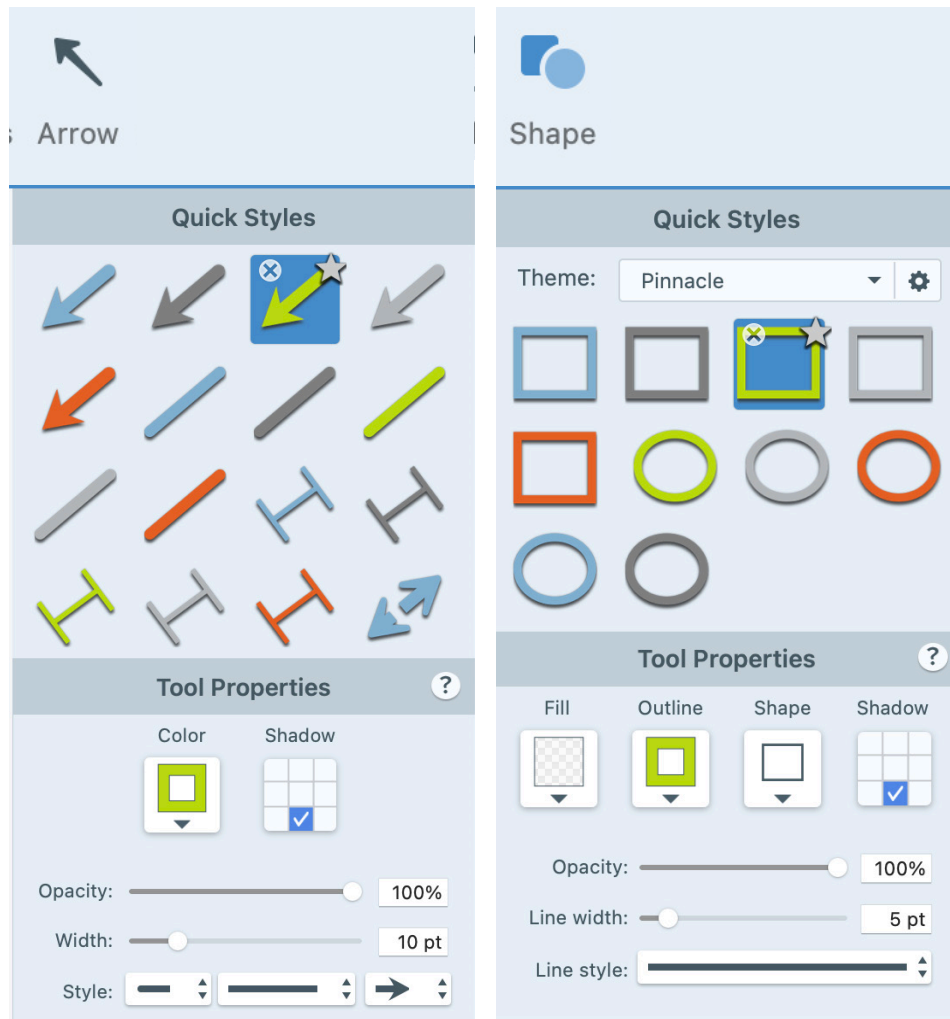 Arrow
Quick Styles
Tool Properties
?
Color Shadow
Opacity: 100%
Width: 10 pt
Style:
Shape
Quick Styles
Theme: Pinnacle
Tool Properties
?
Fill Outline Shape Shadow
Opacity: 100%
Line width: 5 pt
Line style: